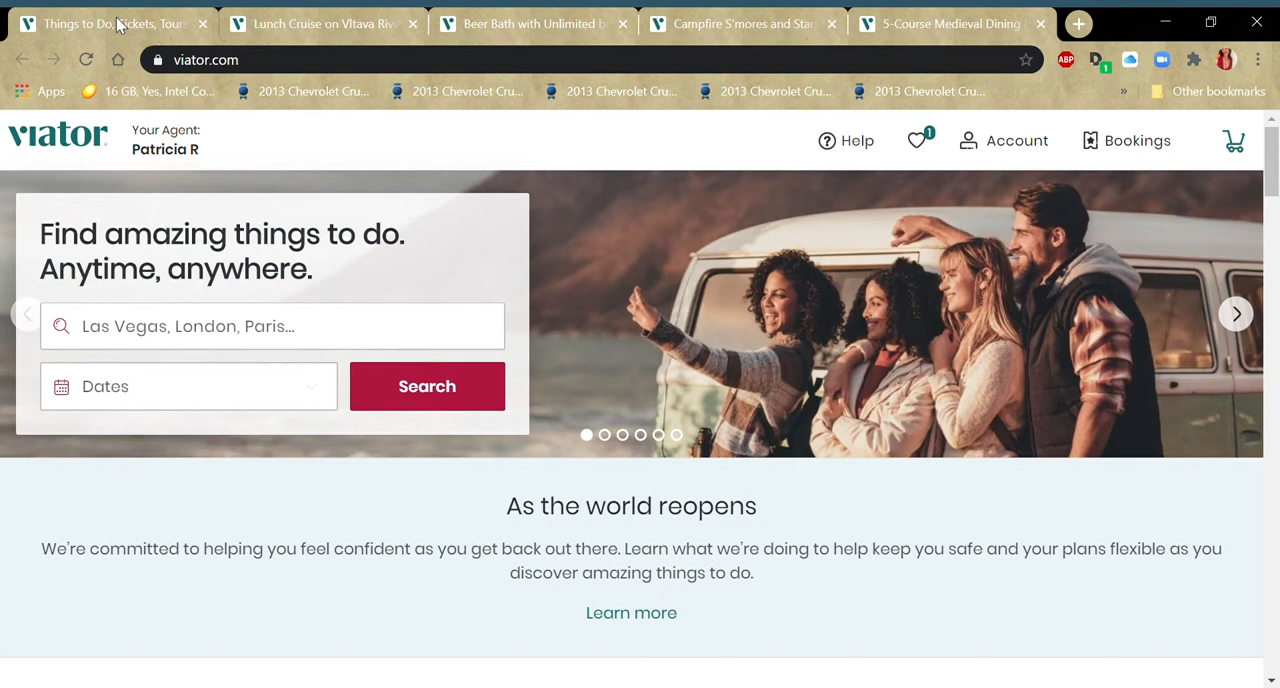 Things to Do, Tickets, Tour
Lunch Cruise on Vltava Rive
Beer Bath with Unlimited b
Campfire S'mores and Star
5-Course Medieval Dining
viator.com
ABP
1
Apps
16 GB, Yes, Intel Co...
2013 Chevrolet Cru...
2013 Chevrolet Cru...
2013 Chevrolet Cru...
2013 Chevrolet Cru...
2013 Chevrolet Cru...
»
Other bookmarks
viator
Your Agent:
Patricia R
Help
1
Account
Bookings
Find amazing things to do.
Anytime, anywhere.
Las Vegas, London, Paris...
Dates
Search
As the world reopens
We're committed to helping you feel confident as you get back out there. Learn what we're doing to help keep you safe and your plans flexible as you
discover amazing things to do.
Learn more